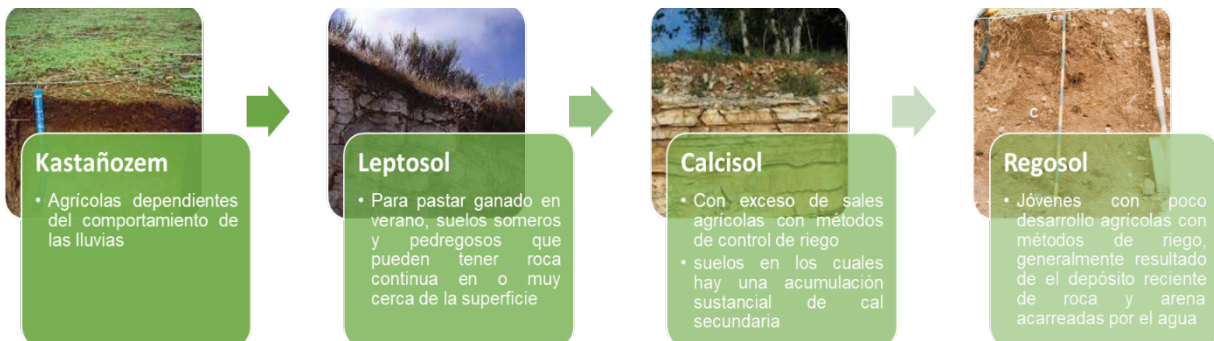 Kastañozem
• Agrícolas dependientes
del comportamiento de
las lluvias
Leptosol
• Para pastar ganado en
verano, suelos someros
y pedregosos que
pueden tener roca
continua en o muy
cerca de la superficie
Calcisol
• Con exceso de sales
agrícolas con métodos
de control de riego
• suelos en los cuales
hay una acumulación
sustancial de cal
secundaria
C
Regosol
• Jóvenes con poco
desarrollo agrícolas con
métodos de riego,
generalmente resultado
de el depósito reciente
de roca y arena
acarreadas por el agua